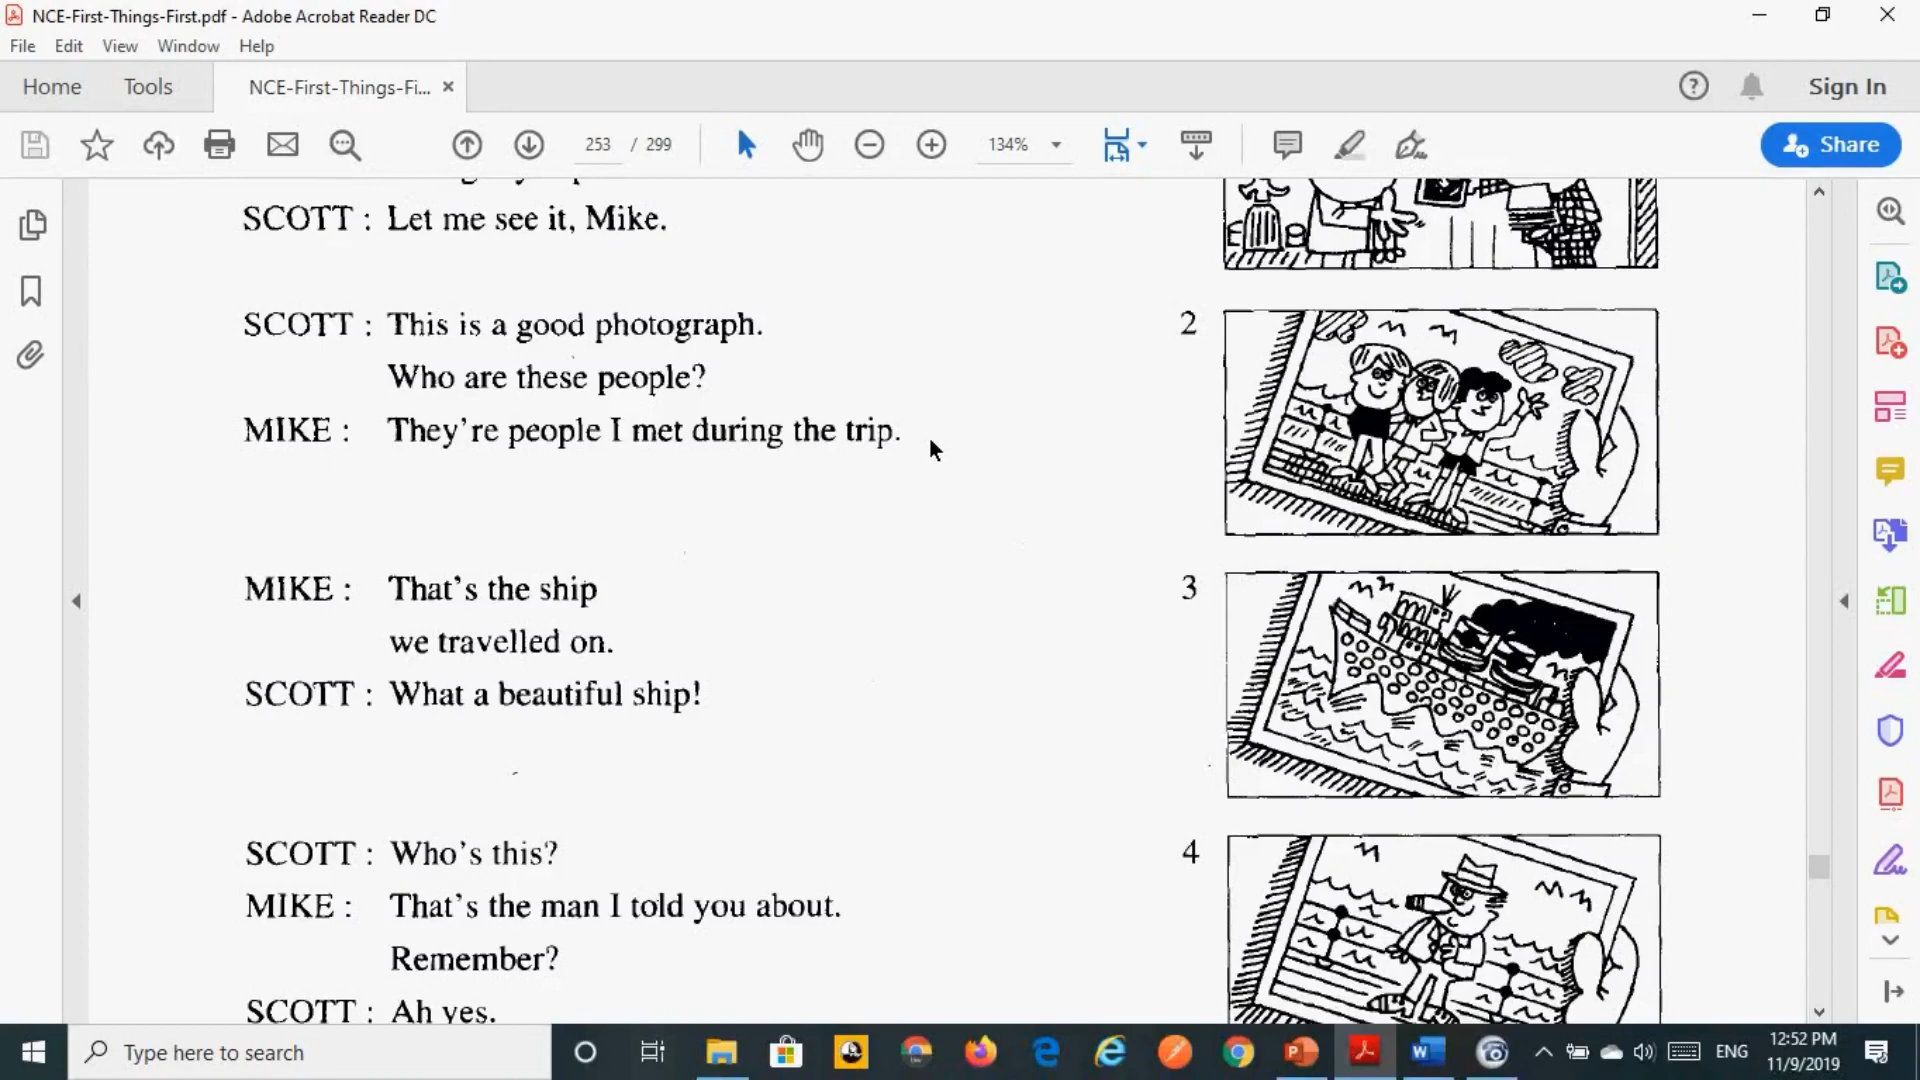 NCE-First-Things-First.pdf - Adobe Acrobat Reader DC
File Edit View Window Help
Home Tools NCE-First-Things-Fi... ×
Sign In
253 / 299 134% Share
SCOTT : Let me see it, Mike.
SCOTT : This is a good photograph.
Who are these people?
MIKE : They're people I met during the trip.
2
MIKE : That's the ship
we travelled on.
SCOTT : What a beautiful ship!
3
SCOTT : Who's this?
MIKE : That's the man I told you about.
Remember?
SCOTT : Ah yes.
4
Type here to search
ENG
12:52 PM
11/9/2019